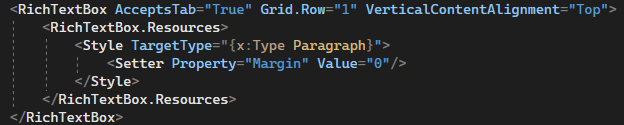 <RichTextBox AcceptsTab="True" Grid.Row="1" VerticalContentAlignment="Top">
    <RichTextBox.Resources>
        <Style TargetType="{x:Type Paragraph}">
            <Setter Property="Margin" Value="0"/>
        </Style>
    </RichTextBox.Resources>
</RichTextBox>